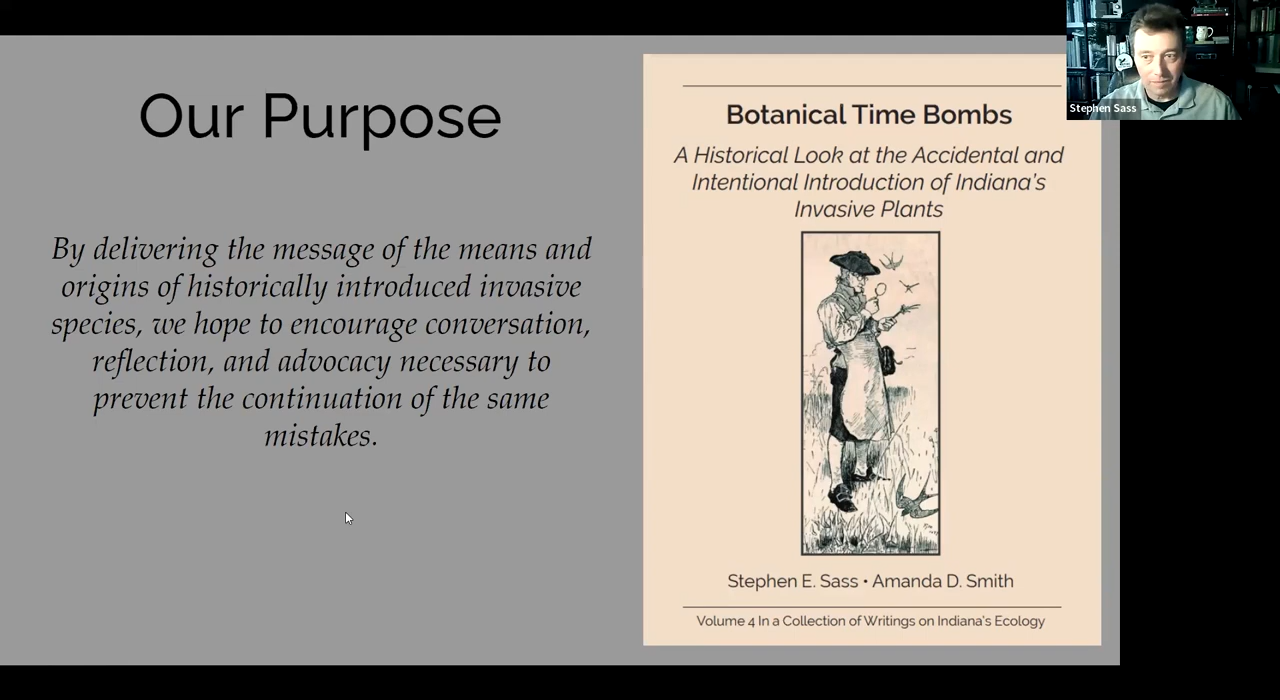 Our Purpose
By delivering the message of the means and
origins of historically introduced invasive
species, we hope to encourage conversation,
reflection, and advocacy necessary to
prevent the continuation of the same
mistakes.
Botanical Time Bombs
A Historical Look at the Accidental and
Intentional Introduction of Indiana's
Invasive Plants
Stephen E. Sass • Amanda D. Smith
Volume 4 In a Collection of Writings on Indiana's Ecology
Stephen Sass